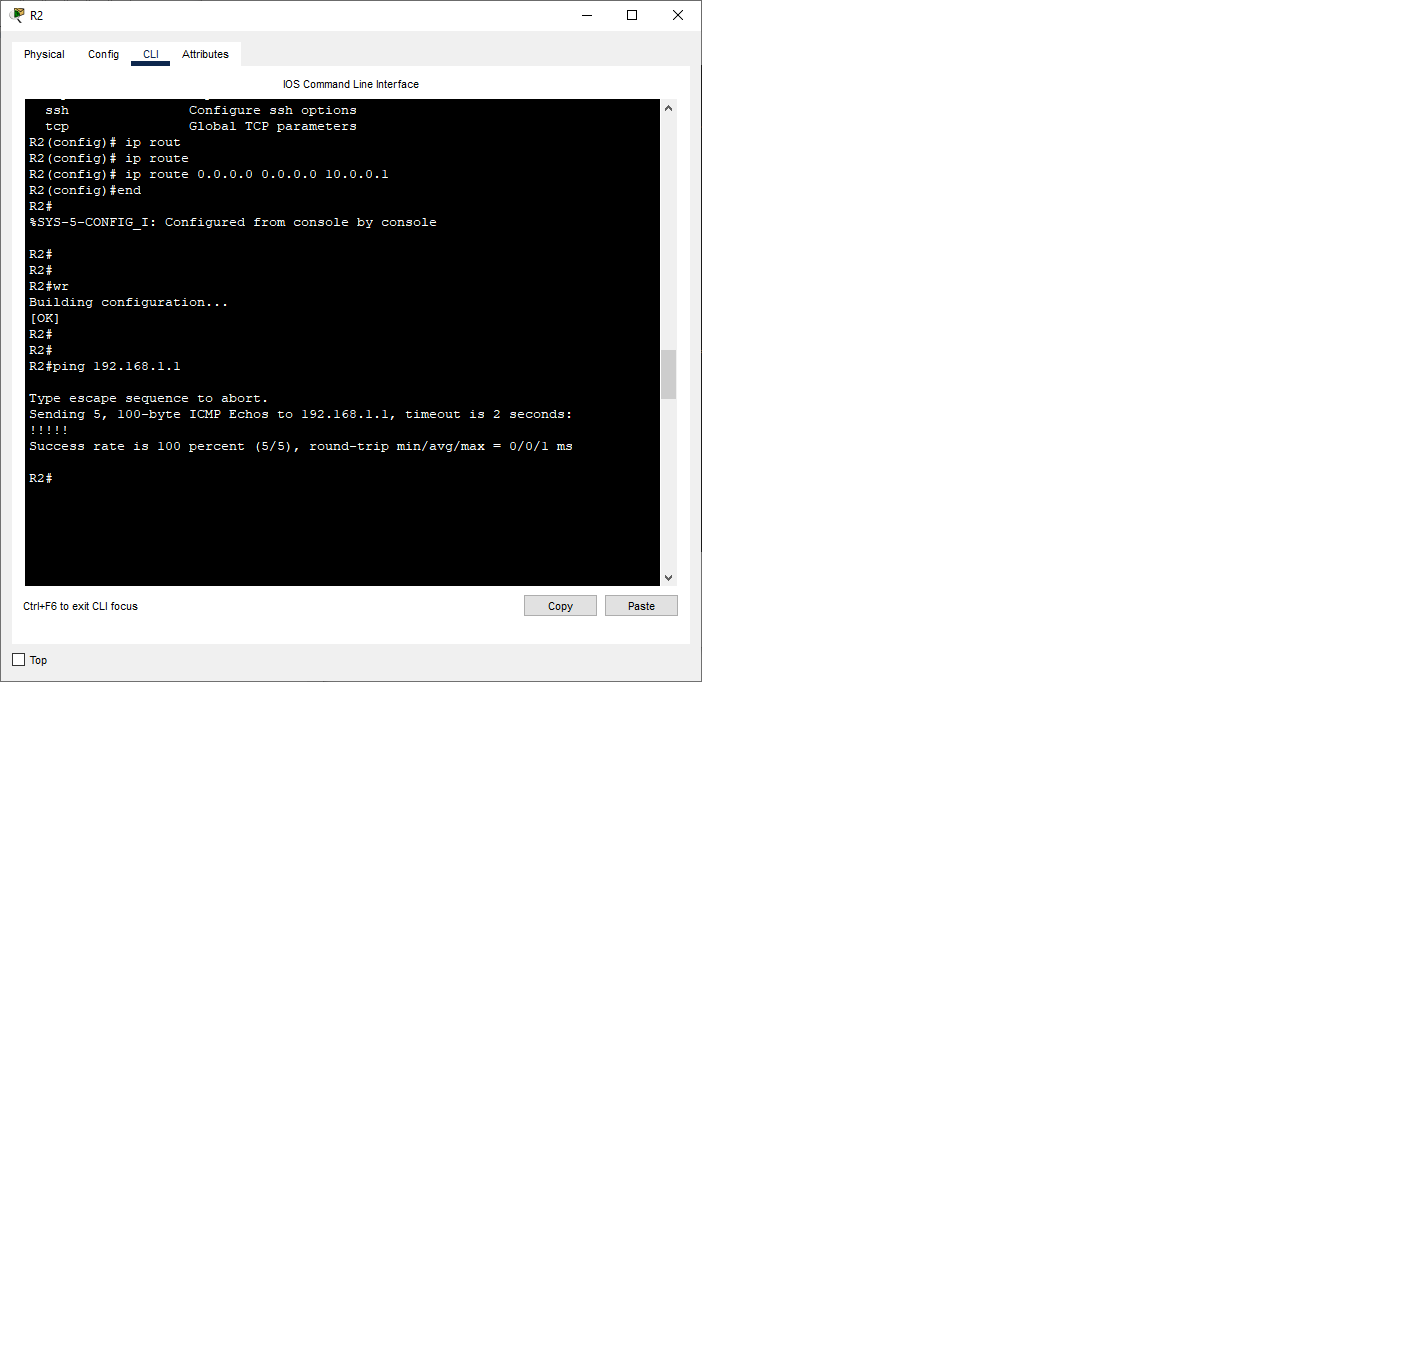 R2
Physical Config CLI Attributes
IOS Command Line Interface
ssh Configure ssh options
tcp Global TCP parameters
R2(config)# ip rout
R2(config)# ip route
R2(config)# ip route 0.0.0.0 0.0.0.0 10.0.0.1
R2(config)#end
R2#
%SYS-5-CONFIG_I: Configured from console by console
R2#
R2#
R2#wr
Building configuration...
[OK]
R2#
R2#
R2#ping 192.168.1.1
Type escape sequence to abort.
Sending 5, 100-byte ICMP Echos to 192.168.1.1, timeout is 2 seconds:
!!!!!
Success rate is 100 percent (5/5), round-trip min/avg/max = 0/0/1 ms
R2#
Ctrl+F6 to exit CLI focus
Copy Paste
Top